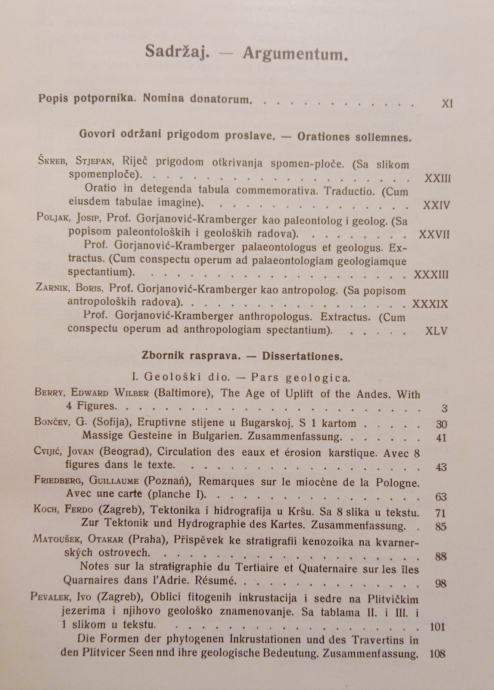 Sadržaj. — Argumentum.
Popis potpornika. Nomina donatorum. . . . . . . . . . . . . XI
Govori održani prigodom proslave. — Orationes sollemnes.
Škreb, Stjepan, Riječ prigodom otkrivanja spomen-ploče. (Sa slikom
spomenploče). . . . . . . . . . . . . . . . . . . XXIII
Oratio in detegenda tabula commemorativa. Traductio. (Cum
eiusdem tabulae imagine). . . . . . . . . . . . . . XXIV
Poljak, Josip, Prof. Gorjanović-Kramberger kao paleontolog i geolog. (Sa
popisom paleontoloških i geoloških radova). . . . . . . . XXVII
Prof. Gorjanović-Kramberger palaeontologus et geologus. Ex-
tractus. (Cum conspectu operum ad palaeontologiam geologiamque
spectantium). . . . . . . . . . . . . . . . . . . XXXIII
Zarnik, Boris, Prof. Gorjanović-Kramberger kao antropolog. (Sa popisom
antropoloških radova). . . . . . . . . . . . . . . . XXXIX
Prof. Gorjanović-Kramberger anthropologus. Extractus. (Cum
conspectu operum ad anthropologiam spectantium). . . . . . XLV
Zbornik rasprava. — Dissertationes.
I. Geološki dio. — Pars geologica.
Berry, Edward Wilber (Baltimore), The Age of Uplift of the Andes. With
4 Figures. . . . . . . . . . . . . . . . . . . . . . 3
Bončev, G. (Sofija), Eruptivne stijene u Bugarskoj. S 1 kartom . . . . . 30
Massige Gesteine in Bulgarien. Zusammenfassung. . . . . . . 41
Cvijić, Jovan (Beograd), Circulation des eaux et érosion karstique. Avec 8
figures dans le texte. . . . . . . . . . . . . . . . . . 43
Friedberg, Guillaume (Poznań), Remarques sur le miocène de la Pologne.
Avec une carte (planche I). . . . . . . . . . . . . . . 63
Koch, Ferdo (Zagreb), Tektonika i hidrografija u Kršu. Sa 8 slika u tekstu. 71
Zur Tektonik und Hydrographie des Kartes. Zusammenfassung. . 85
Matoušek, Otakar (Praha), Přispěvek ke stratigrafii kenozoika na kvarner-
ských ostrovech. . . . . . . . . . . . . . . . . . . . 88
Notes sur la stratigraphie du Tertiaire et Quaternaire sur les îles
Quarnaires dans l'Adrie. Résumé. . . . . . . . . . . . . 98
Pevalek, Ivo (Zagreb), Oblici fitogenih inkrustacija i sedre na Plitvičkim
jezerima i njihovo geološko znamenovanje. Sa tablama II. i III. i
1 slikom u tekstu. . . . . . . . . . . . . . . . . . . 101
Die Formen der phytogenen Inkrustationen und des Travertins in
den Plitvicer Seen nnd ihre geologische Bedeutung. Zusammenfassung. 108